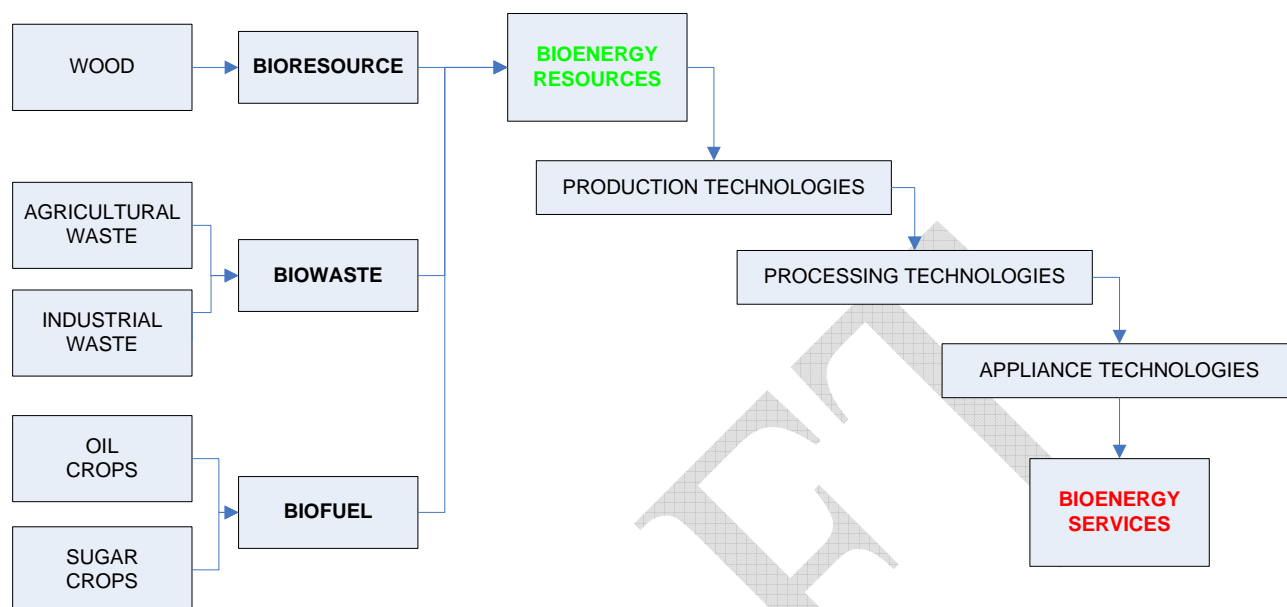 WOOD
BIORESOURCE
BIOENERGY
RESOURCES
PRODUCTION TECHNOLOGIES
AGRICULTURAL
WASTE
BIOWASTE
PROCESSING TECHNOLOGIES
INDUSTRIAL
WASTE
APPLIANCE TECHNOLOGIES
OIL
CROPS
BIOFUEL
BIOENERGY
SERVICES
SUGAR
CROPS
FT